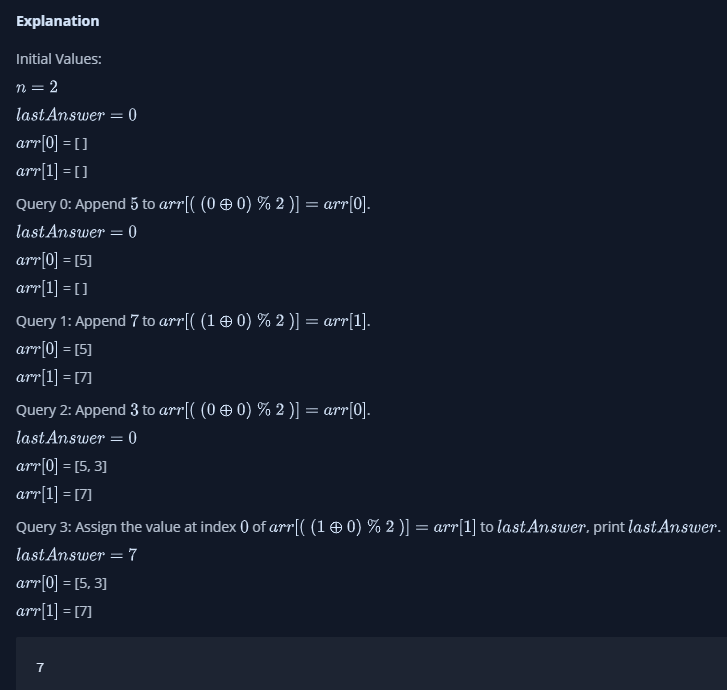 Explanation
Initial Values:
n = 2
lastAnswer = 0
arr[0] = [ ]
arr[1] = [ ]
Query 0: Append 5 to arr[( (0 ⊕ 0) % 2 )] = arr[0].
lastAnswer = 0
arr[0] = [5]
arr[1] = [ ]
Query 1: Append 7 to arr[( (1 ⊕ 0) % 2 )] = arr[1].
arr[0] = [5]
arr[1] = [7]
Query 2: Append 3 to arr[( (0 ⊕ 0) % 2 )] = arr[0].
lastAnswer = 0
arr[0] = [5, 3]
arr[1] = [7]
Query 3: Assign the value at index 0 of arr[( (1 ⊕ 0) % 2 )] = arr[1] to lastAnswer, print lastAnswer.
lastAnswer = 7
arr[0] = [5, 3]
arr[1] = [7]
7